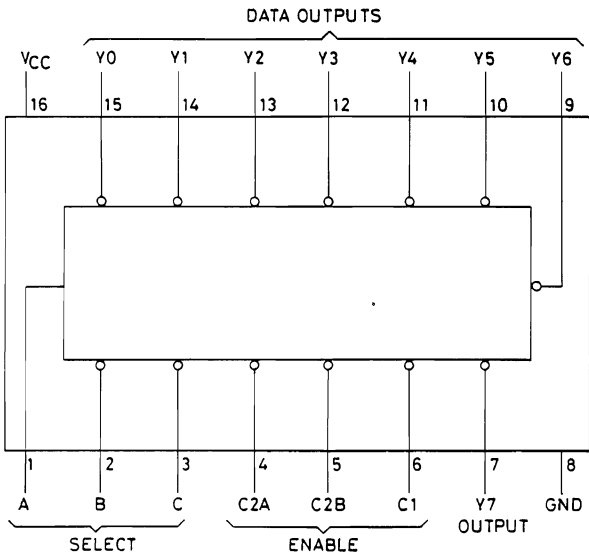 DATA OUTPUTS
VCC Y0 Y1 Y2 Y3 Y4 Y5 Y6
16 15 14 13 12 11 10 9
1 2 3 4 5 6 7 8
A B C C2A C2B C1 Y7 GND
OUTPUT
SELECT ENABLE